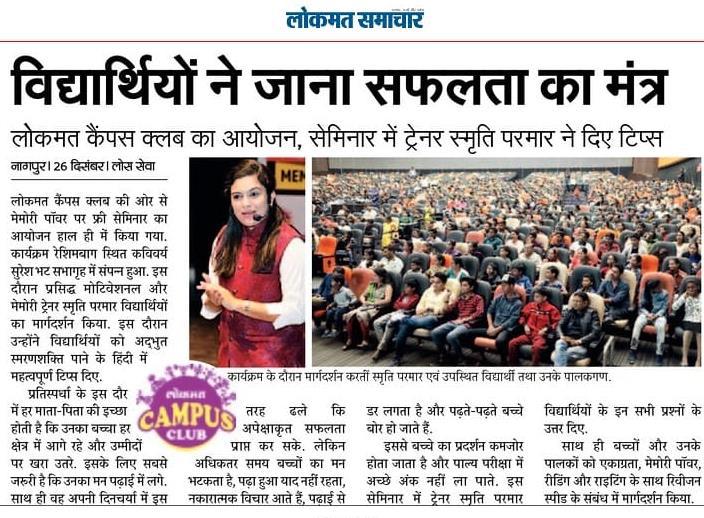 लोकमत समाचार
विद्यार्थियों ने जाना सफलता का मंत्र
लोकमत कैंपस क्लब का आयोजन, सेमिनार में ट्रेनर स्मृति परमार ने दिए टिप्स
नागपुर। 26 दिसंबर। लोस सेवा
लोकमत कैंपस क्लब की ओर से
मेमोरी पॉवर पर फ्री सेमिनार का
आयोजन हाल ही में किया गया.
कार्यक्रम रेशिमबाग स्थित कविवर्य
सुरेश भट सभागृह में संपन्न हुआ. इस
दौरान प्रसिद्ध मोटिवेशनल और
मेमोरी ट्रेनर स्मृति परमार विद्यार्थियों
का मार्गदर्शन किया. इस दौरान
उन्होंने विद्यार्थियों को अद्भुत
स्मरणशक्ति पाने के हिंदी में
महत्वपूर्ण टिप्स दिए.
प्रतिस्पर्धा के इस दौर
में हर माता-पिता की इच्छा
होती है कि उनका बच्चा हर
क्षेत्र में आगे रहे और उम्मीदों
पर खरा उतरे. इसके लिए सबसे
जरूरी है कि उनका मन पढ़ाई में लगे.
साथ ही वह अपनी दिनचर्या में इस
MEM
कार्यक्रम के दौरान मार्गदर्शन करतीं स्मृति परमार एवं उपस्थित विद्यार्थी तथा उनके पालकगण.
लोकमत
CAMPUS
CLUB
तरह ढले कि
अपेक्षाकृत सफलता
प्राप्त कर सके. लेकिन
अधिकतर समय बच्चों का मन
भटकता है, पढ़ा हुआ याद नहीं रहता,
नकारात्मक विचार आते हैं, पढ़ाई से
डर लगता है और पढ़ते-पढ़ते बच्चे
बोर हो जाते हैं.
इससे बच्चे का प्रदर्शन कमजोर
होता जाता है और पाल्य परीक्षा में
अच्छे अंक नहीं ला पाते. इस
सेमिनार में ट्रेनर स्मृति परमार
विद्यार्थियों के इन सभी प्रश्नों के
उत्तर दिए.
साथ ही बच्चों और उनके
पालकों को एकाग्रता, मेमोरी पॉवर,
रीडिंग और राइटिंग के साथ रिवीजन
स्पीड के संबंध में मार्गदर्शन किया.